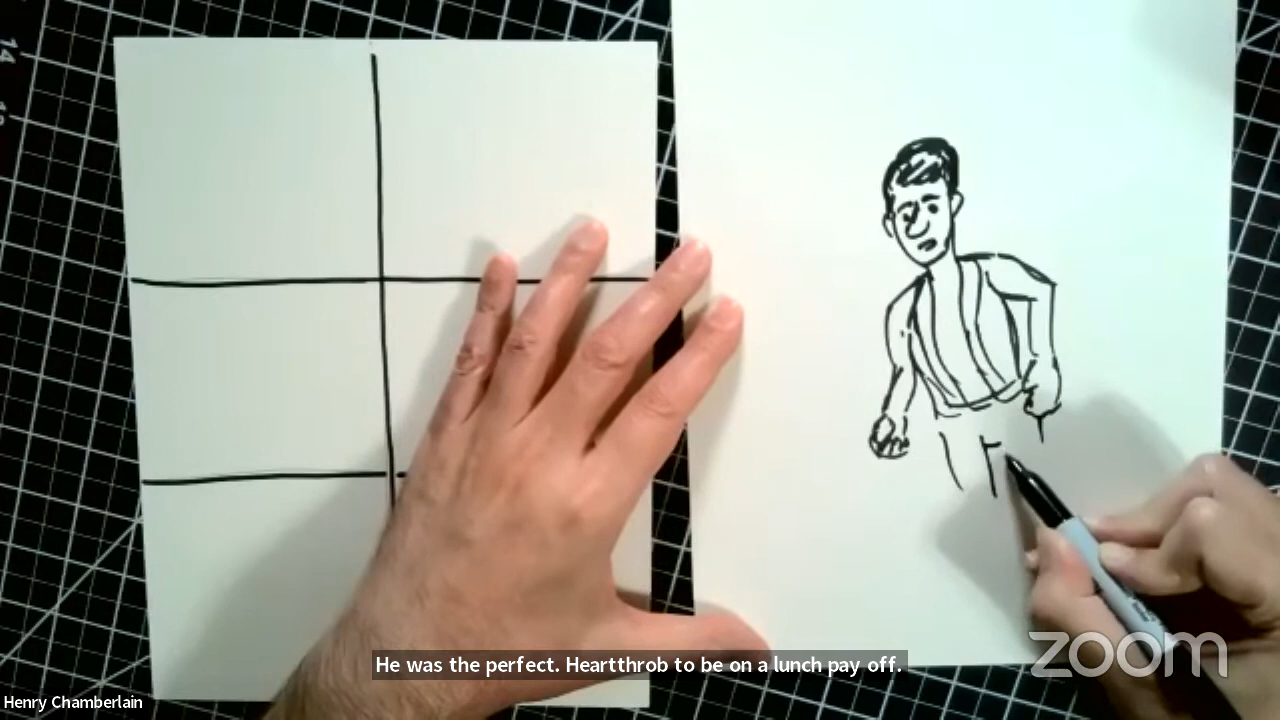 zoom
He was the perfect. Heartthrob to be on a lunch pay off.
Henry Chamberlain